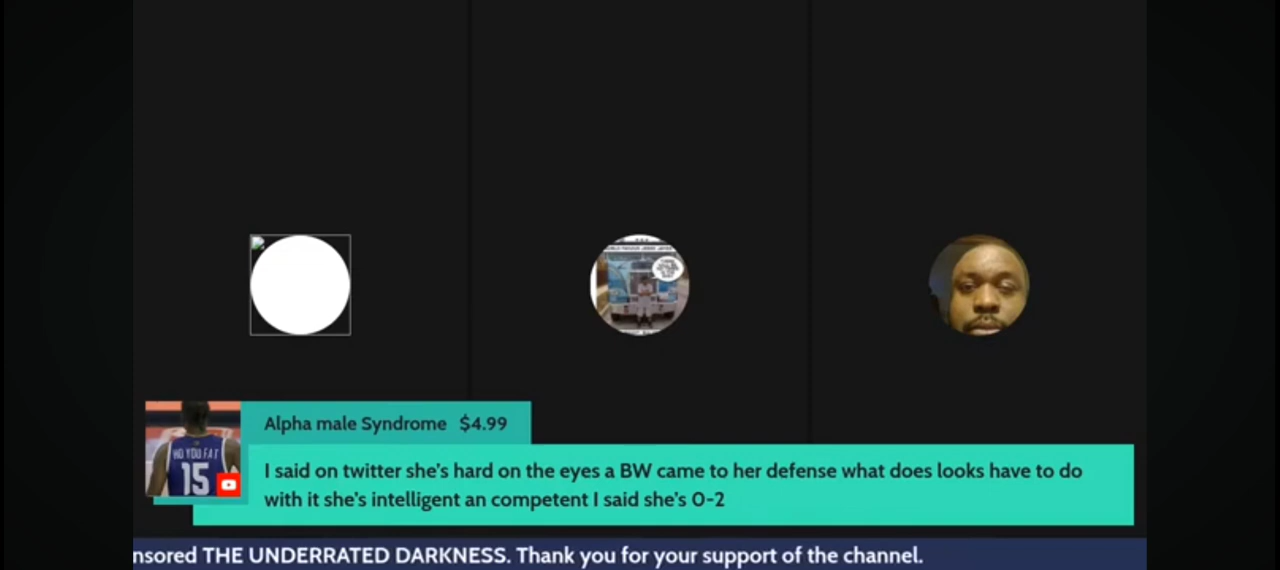 Alpha male Syndrome $4.99
HO YOU FAT
15
I said on twitter she's hard on the eyes a BW came to her defense what does looks have to do
with it she's intelligent an competent I said she's 0-2
nsored THE UNDERRATED DARKNESS. Thank you for your support of the channel.